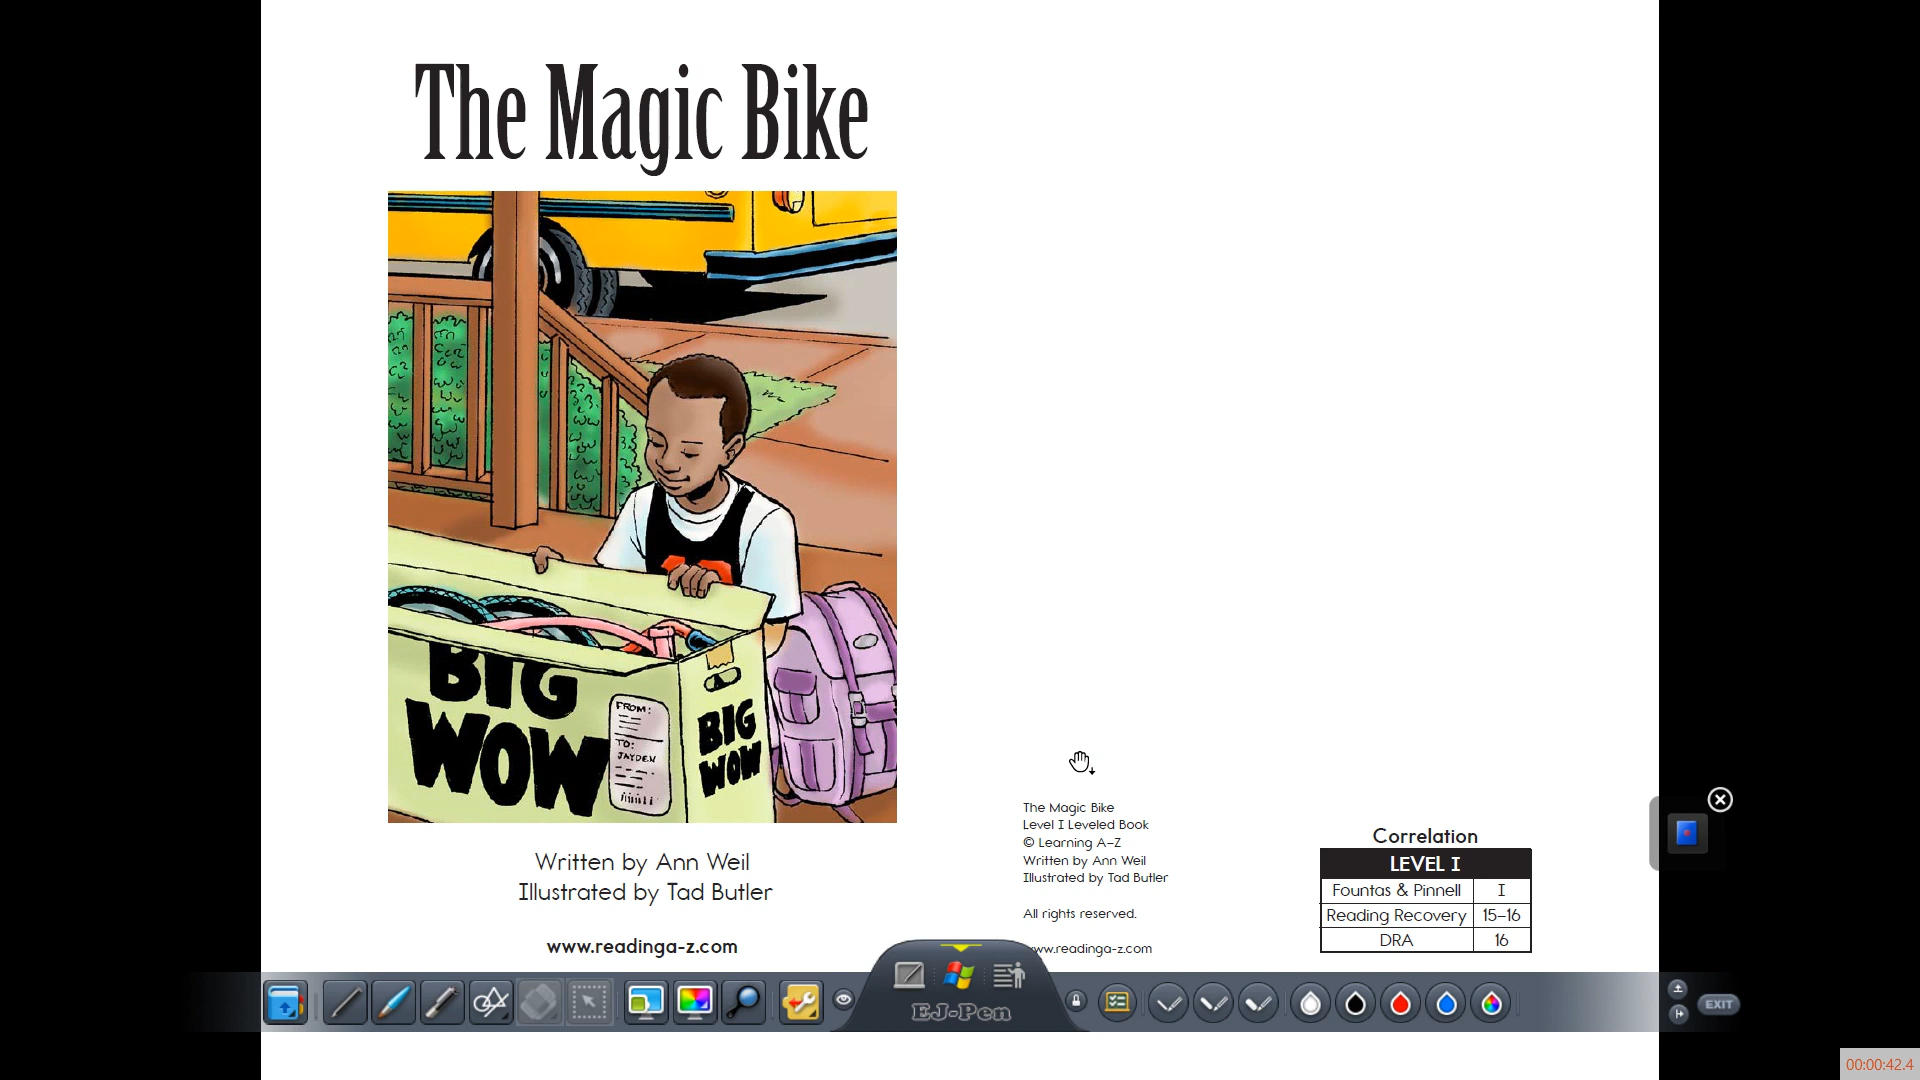 The Magic Bike
BIG
WOW
FROM:
TO:
JAYDEN
BIG
WOW
Written by Ann Weil
Illustrated by Tad Butler
www.readinga-z.com
The Magic Bike
Level I Leveled Book
© Learning A–Z
Written by Ann Weil
Illustrated by Tad Butler
All rights reserved.
www.readinga-z.com
Correlation
LEVEL I
Fountas & Pinnell I
Reading Recovery 15–16
DRA 16
EJ-Pen
EXIT
00:00:42.4